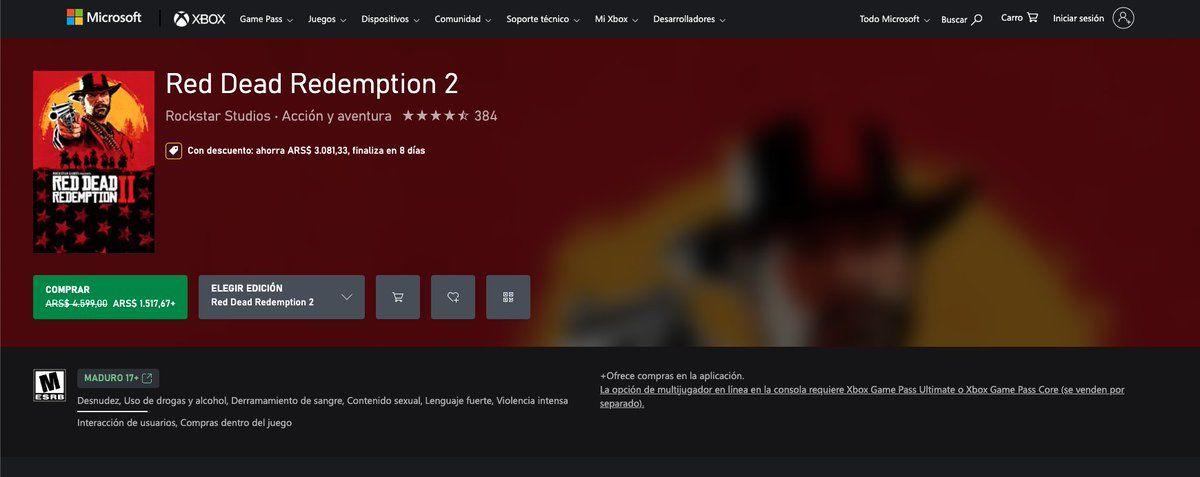 Microsoft XBOX Game Pass Juegos Dispositivos Comunidad Soporte técnico Mi Xbox Desarrolladores Todo Microsoft Buscar Carro Iniciar sesión
Red Dead Redemption 2
Rockstar Studios · Acción y aventura 384
Con descuento: ahorra ARS$ 3.081,33, finaliza en 8 días
RED DEAD
REDEMPTION II
COMPRAR
ARS$ 4.599,00 ARS$ 1.517,67+
ELEGIR EDICIÓN
Red Dead Redemption 2
M
ESRB
MADURO 17+
Desnudez, Uso de drogas y alcohol, Derramamiento de sangre, Contenido sexual, Lenguaje fuerte, Violencia intensa
Interacción de usuarios, Compras dentro del juego
+Ofrece compras en la aplicación.
La opción de multijugador en línea en la consola requiere Xbox Game Pass Ultimate o Xbox Game Pass Core (se venden por
separado).